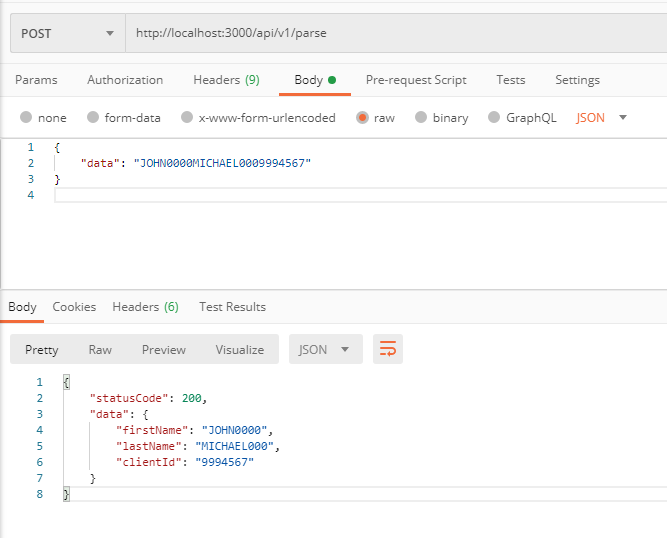 POST http://localhost:3000/api/v1/parse
Params Authorization Headers (9) Body Pre-request Script Tests Settings
none form-data x-www-form-urlencoded raw binary GraphQL JSON
1 {
2 "data": "JOHN0000MICHAEL0009994567"
3 }
4
Body Cookies Headers (6) Test Results
Pretty Raw Preview Visualize JSON
1 {
2 "statusCode": 200,
3 "data": {
4 "firstName": "JOHN0000",
5 "lastName": "MICHAEL000",
6 "clientId": "9994567"
7 }
8 }